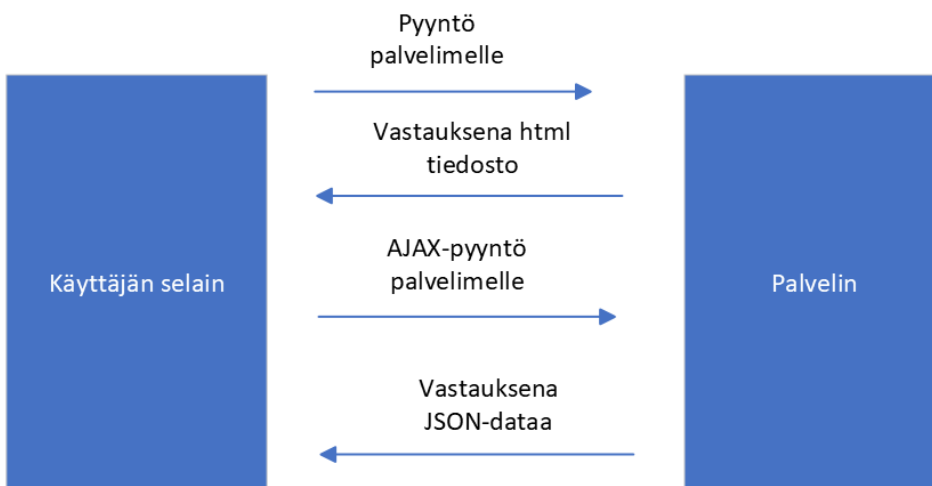 Pyyntö
palvelimelle
Vastauksena html
tiedosto
AJAX-pyyntö
palvelimelle
Käyttäjän selain
Palvelin
Vastauksena
JSON-dataa